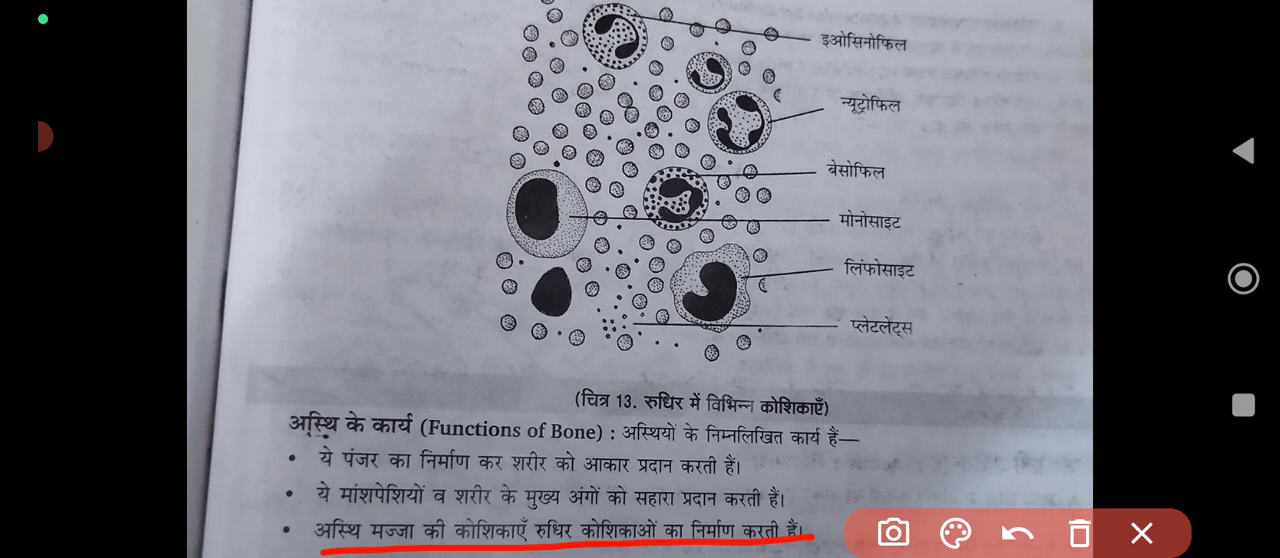 इओसिनोफिल
न्यूट्रोफिल
बेसोफिल
मोनोसाइट
लिंफोसाइट
प्लेटलेट्स
(चित्र 13. रुधिर में विभिन्न कोशिकाएँ)
अस्थि के कार्य (Functions of Bone) : अस्थियों के निम्नलिखित कार्य हैं—
• ये पंजर का निर्माण कर शरीर को आकार प्रदान करती हैं।
• ये मांशपेशियों व शरीर के मुख्य अंगों को सहारा प्रदान करती हैं।
• अस्थि मज्जा की कोशिकाएँ रुधिर कोशिकाओं का निर्माण करती हैं।